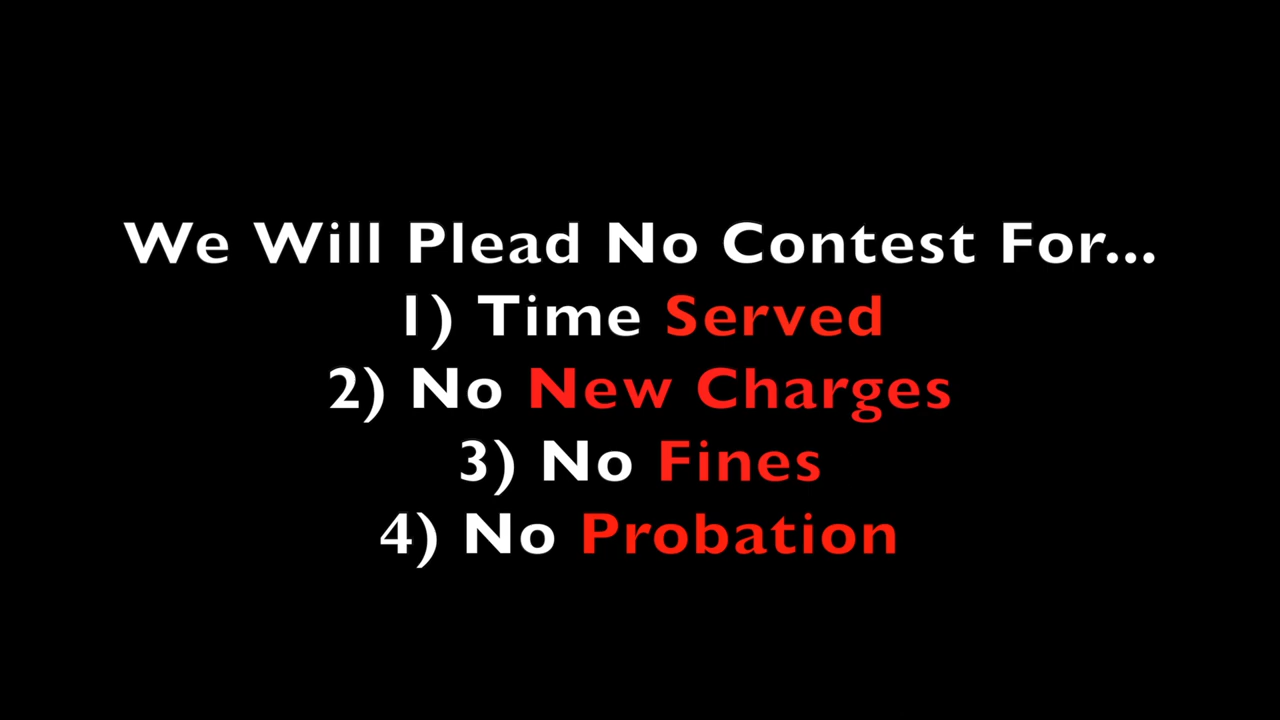 We Will Plead No Contest For...
1) Time Served
2) No New Charges
3) No Fines
4) No Probation